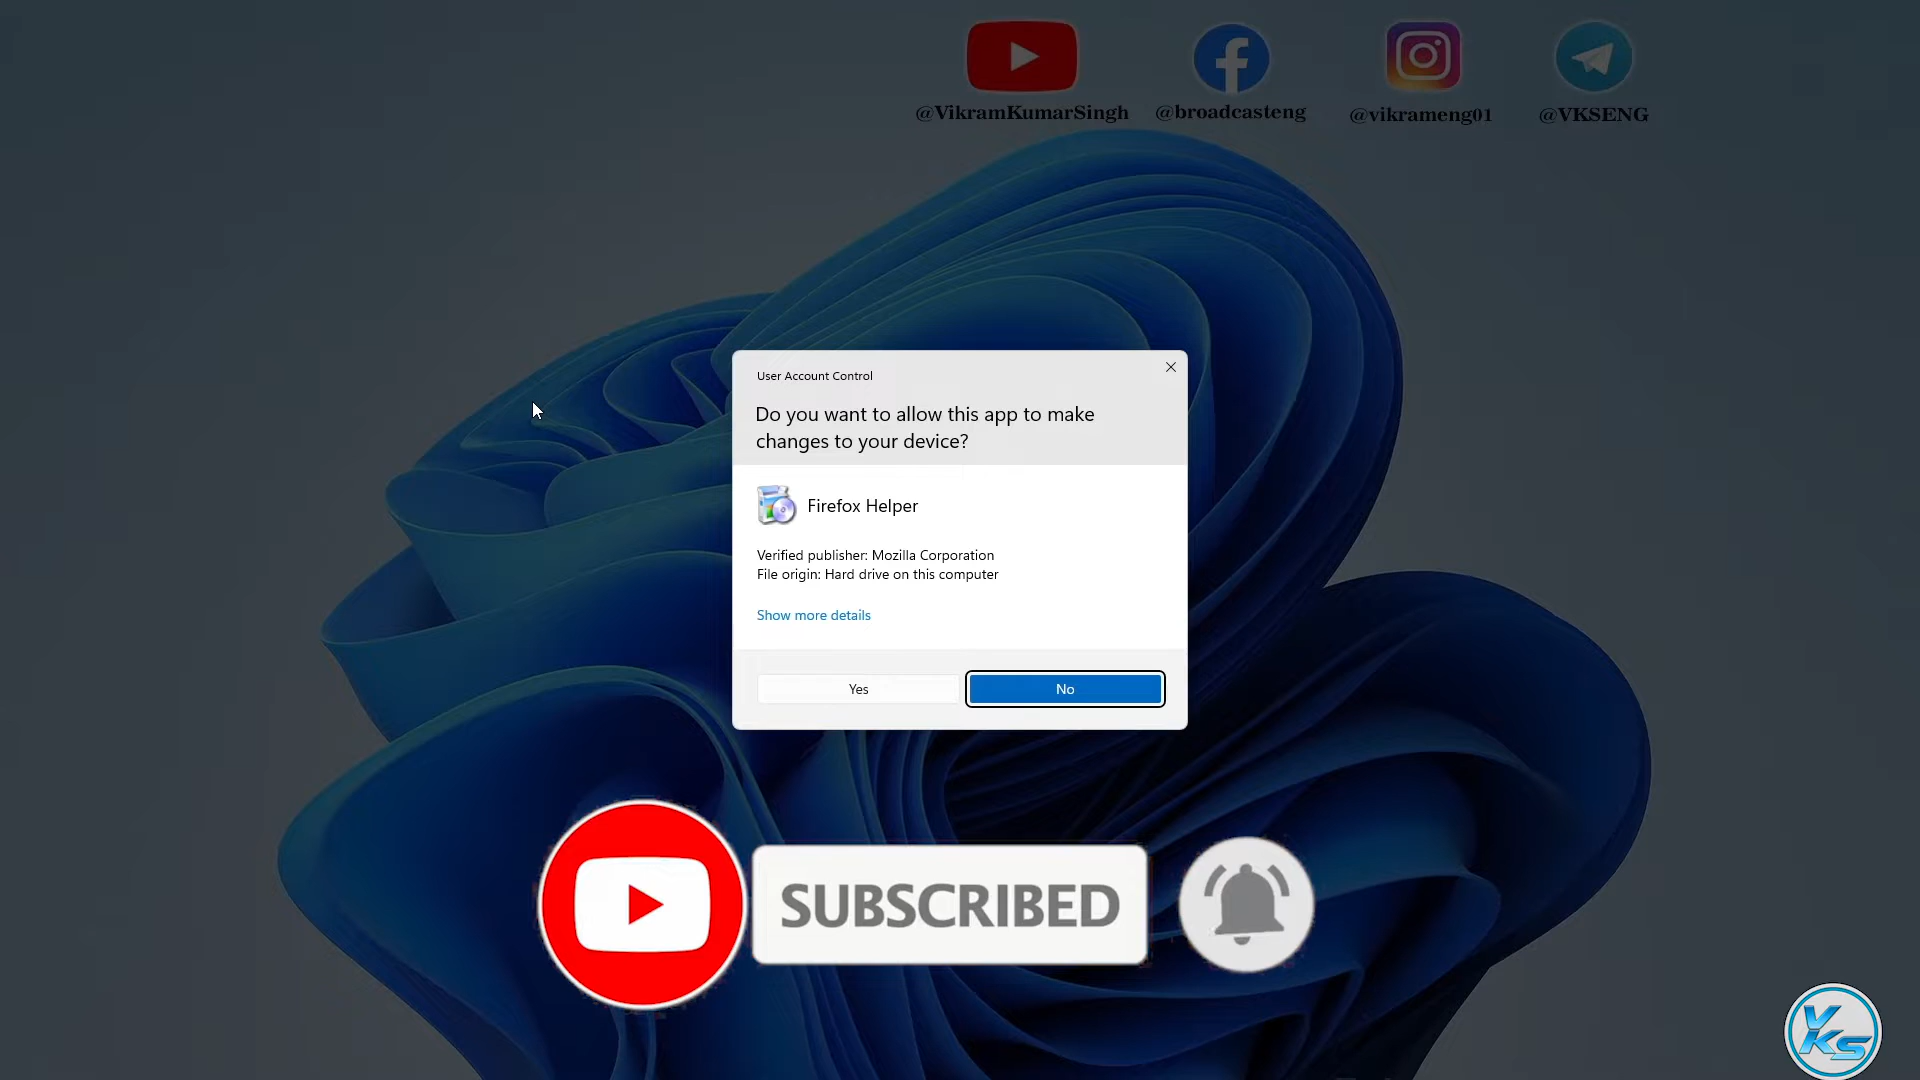 @VikramKumarSingh @broadcasteng @vikrameng01 @VKSENG
User Account Control
Do you want to allow this app to make
changes to your device?
Firefox Helper
Verified publisher: Mozilla Corporation
File origin: Hard drive on this computer
Show more details
Yes No
SUBSCRIBED
VKS